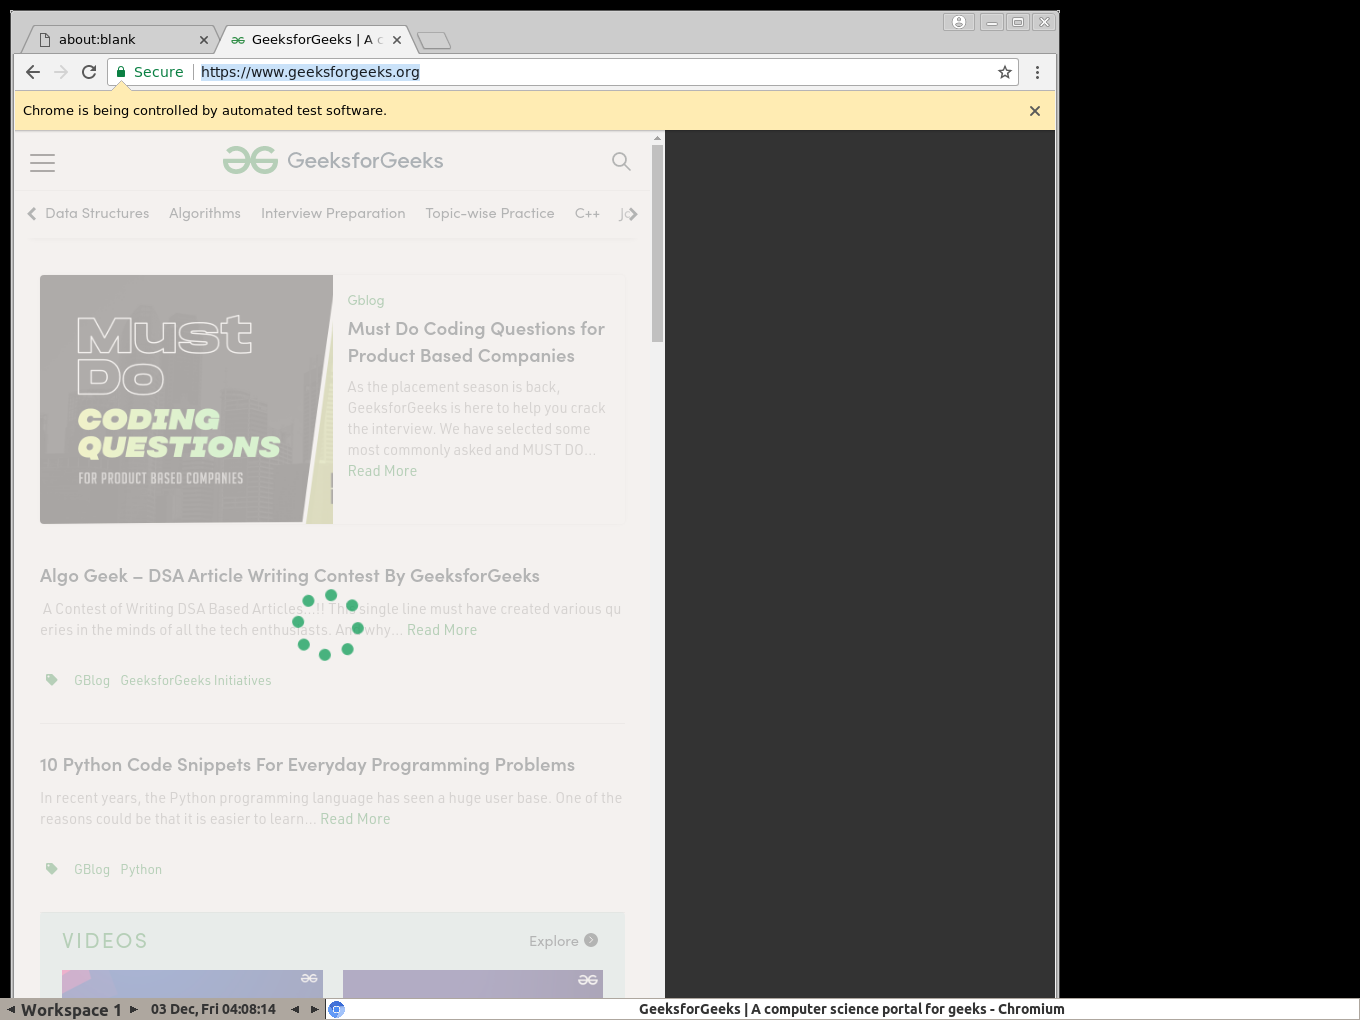 about:blank
GeeksforGeeks | A c
Secure
https://www.geeksforgeeks.org
Chrome is being controlled by automated test software.
GeeksforGeeks
Data Structures
Algorithms
Interview Preparation
Topic-wise Practice
C++
Must
Do
CODING
QUESTIONS
FOR PRODUCT BASED COMPANIES
Gblog
Must Do Coding Questions for
Product Based Companies
As the placement season is back,
GeeksforGeeks is here to help you crack
the interview. We have selected some
most commonly asked and MUST DO...
Read More
Algo Geek – DSA Article Writing Contest By GeeksforGeeks
A Contest of Writing DSA Based Articles...!! This single line must have created various qu
eries in the minds of all the tech enthusiasts. And why... Read More
GBlog GeeksforGeeks Initiatives
10 Python Code Snippets For Everyday Programming Problems
In recent years, the Python programming language has seen a huge user base. One of the
reasons could be that it is easier to learn... Read More
GBlog Python
VIDEOS
Explore
Workspace 1
03 Dec, Fri 04:08:14
GeeksforGeeks | A computer science portal for geeks - Chromium